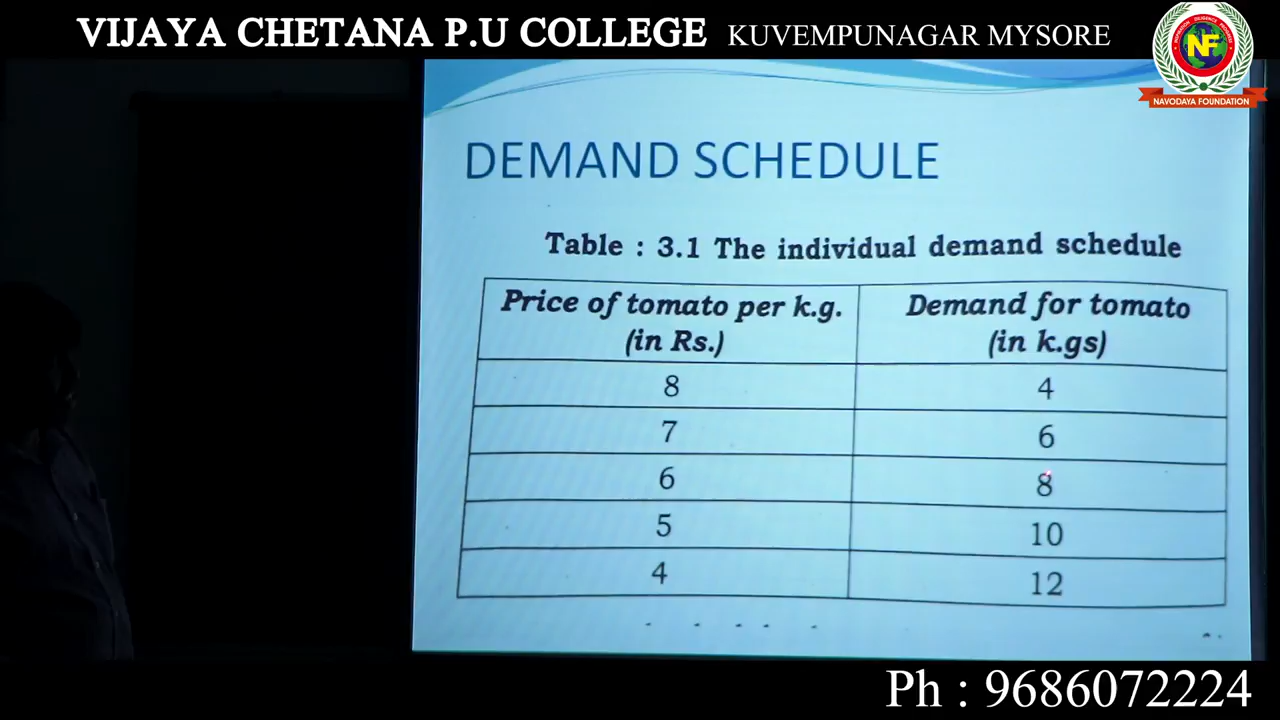 VIJAYA CHETANA P.U COLLEGE KUVEMPUNAGAR MYSORE
NF
NAVODAYA FOUNDATION
DEMAND SCHEDULE
Table : 3.1 The individual demand schedule
Price of tomato per k.g. (in Rs.) Demand for tomato (in k.gs)
8 4
7 6
6 8
5 10
4 12
Ph : 9686072224